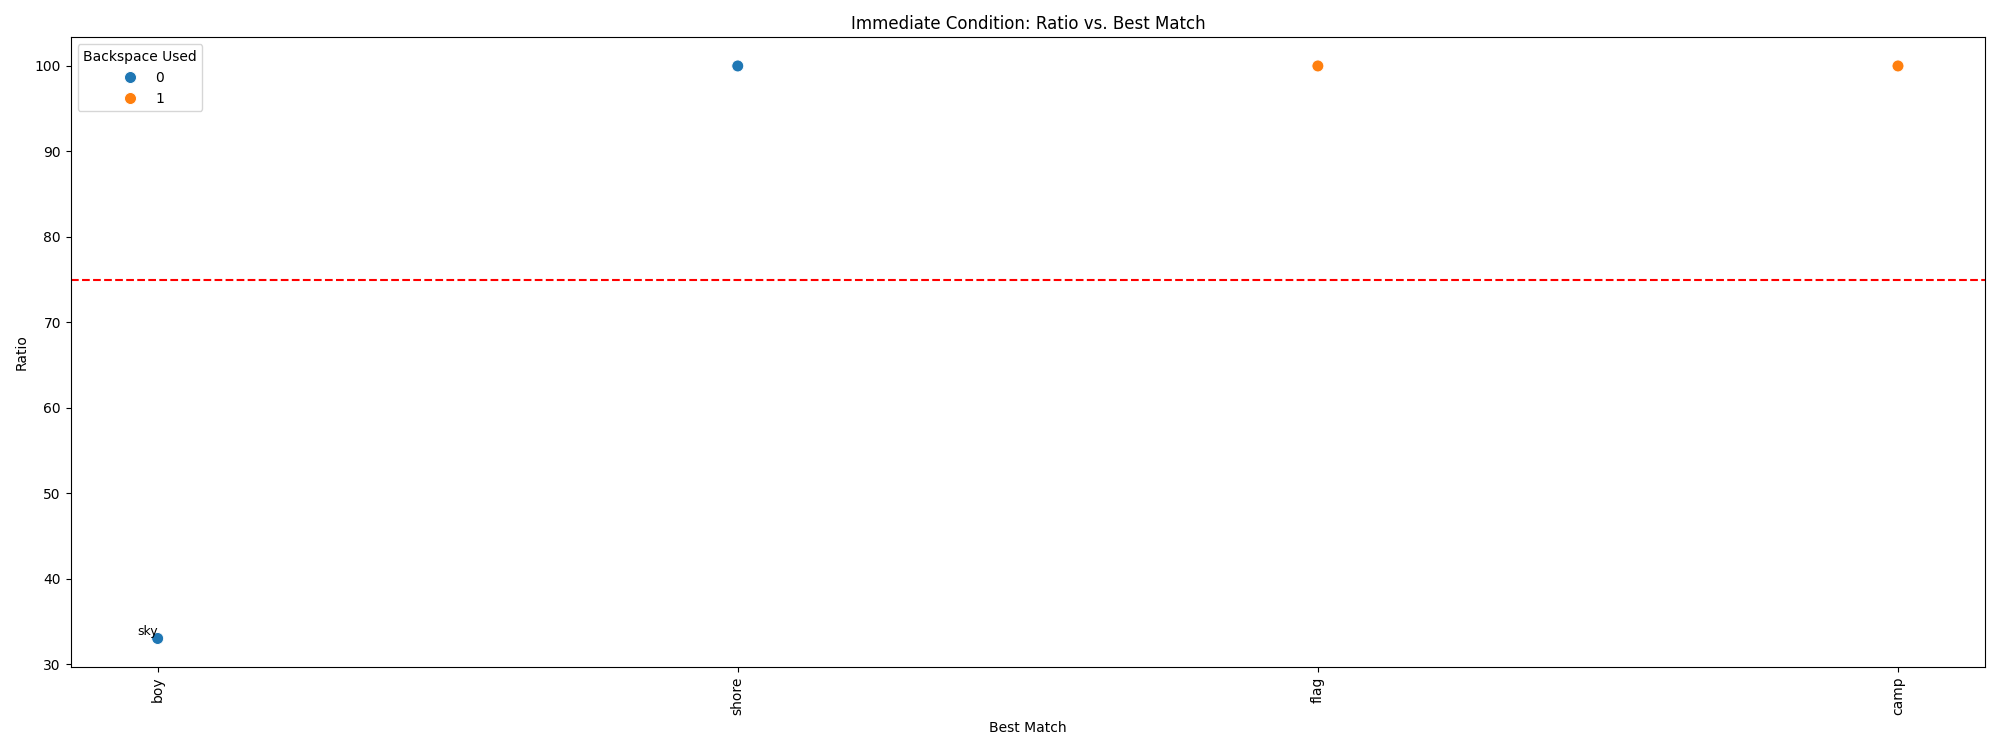 Immediate Condition: Ratio vs. Best Match
Backspace Used
0
1
100
90
80
70
60
50
40
30
Ratio
sky
boy
shore
flag
camp
Best Match